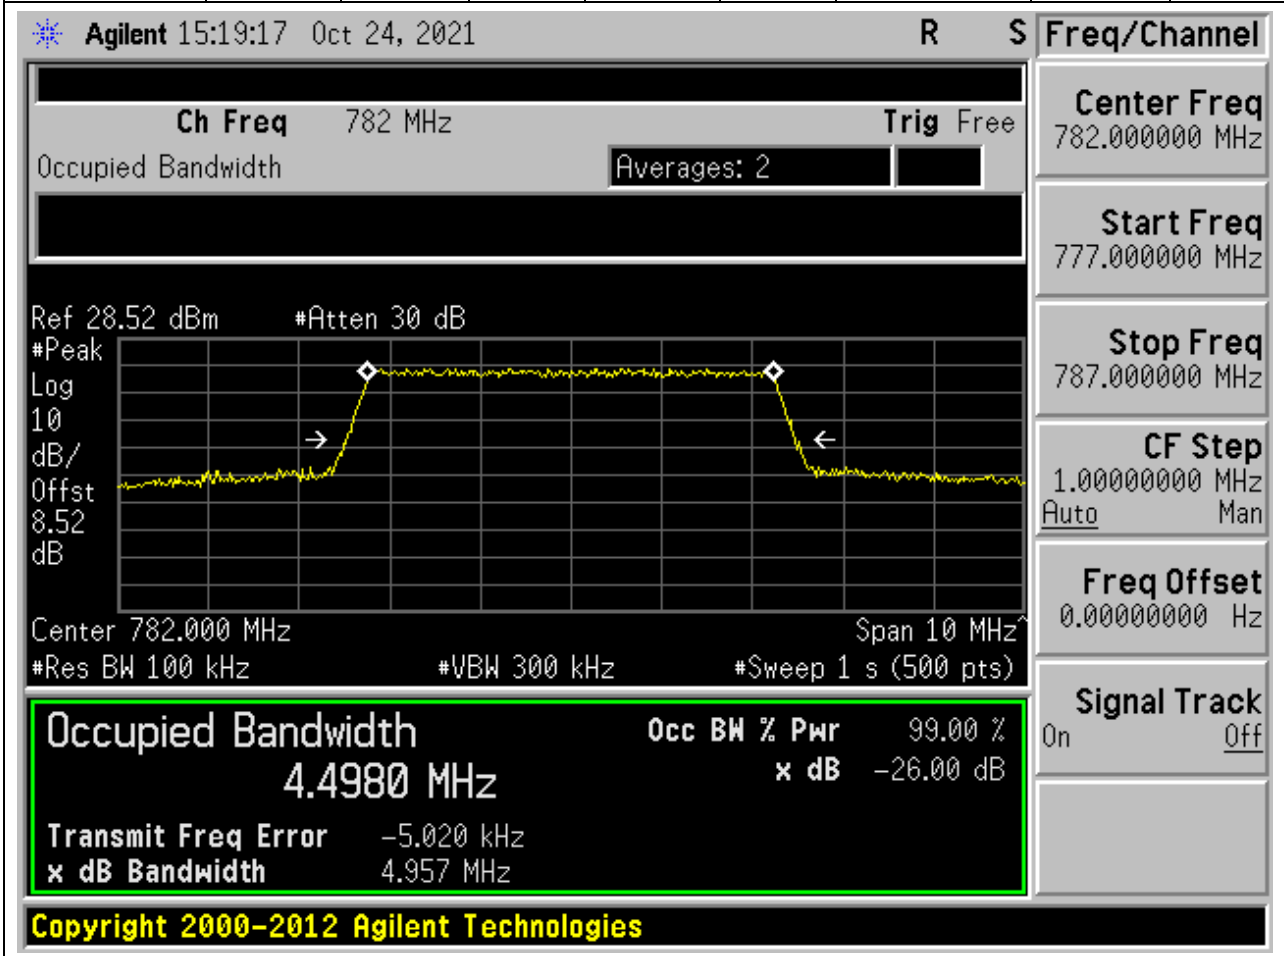 Agilent 15:19:17 Oct 24, 2021 R S
Freq/Channel
Ch Freq 782 MHz Trig Free
Occupied Bandwidth Averages: 2
Center Freq
782.000000 MHz
Start Freq
777.000000 MHz
Stop Freq
787.000000 MHz
CF Step
1.00000000 MHz
Auto Man
Freq Offset
0.00000000 Hz
Signal Track
On Off
Ref 28.52 dBm #Atten 30 dB
#Peak
Log
10
dB/
Offst
8.52
dB
Center 782.000 MHz Span 10 MHz^
#Res BW 100 kHz #VBW 300 kHz #Sweep 1 s (500 pts)
Occupied Bandwidth Occ BW % Pwr 99.00 %
4.4980 MHz x dB -26.00 dB
Transmit Freq Error -5.020 kHz
x dB Bandwidth 4.957 MHz
Copyright 2000-2012 Agilent Technologies